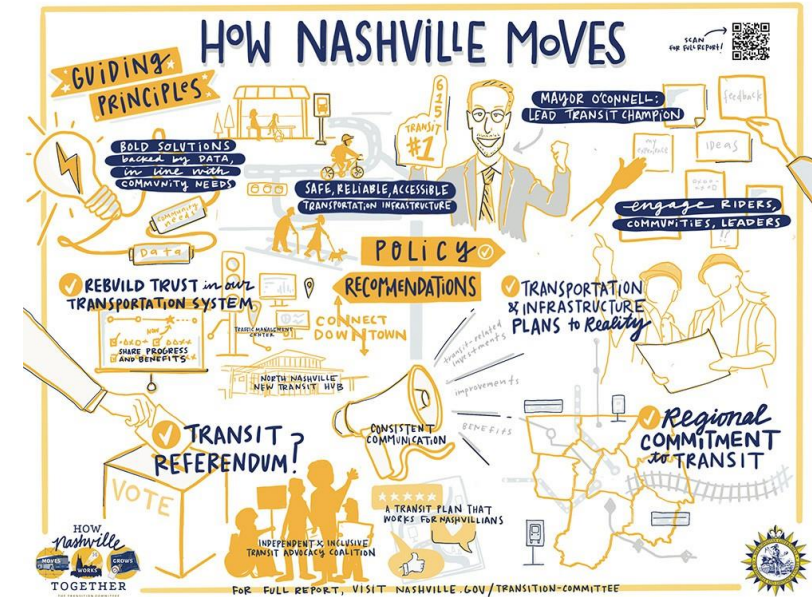 HOW NASHVILLE MOVES
SCAN
FOR FULL REPORT!
GUIDING
PRINCIPLES
BOLD SOLUTIONS
backed by DATA,
in line with
COMMUNITY NEEDS
community
needs
Data
6
1
5
TRANSIT
#1
SAFE, RELIABLE, ACCESSIBLE
TRANSPORTATION INFRASTRUCTURE
MAYOR O'CONNELL:
LEAD TRANSIT CHAMPION
feedback
my
experience
IDEAS
!?
engage RIDERS,
COMMUNITIES, LEADERS
POLICY
RECOMMENDATIONS
REBUILD TRUST in our
TRANSPORTATION SYSTEM
SHARE PROGRESS
AND BENEFITS
TRAFFIC MANAGEMENT
CENTER
CONNECT
DOWNTOWN
NORTH NASHVILLE
NEW TRANSIT HUB
TRANSPORTATION
& INFRASTRUCTURE
PLANS to Reality
transit-related
investments
improvements
BENEFITS
CONSISTENT
COMMUNICATION
TRANSIT
REFERENDUM?
VOTE
INDEPENDENT & INCLUSIVE
TRANSIT ADVOCACY COALITION
A TRANSIT PLAN THAT
WORKS FOR NASHVILLIANS
Regional
COMMITMENT
to TRANSIT
HOW
Nashville
MOVES
WORKS
GROWS
TOGETHER
FOR FULL REPORT, VISIT NASHVILLE.GOV/TRANSITION-COMMITTEE